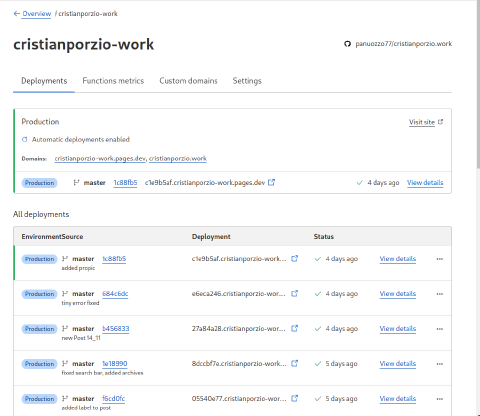 ← Overview / cristianporzio-work
cristianporzio-work
panuozzo77/cristianporzio.work
Deployments Functions metrics Custom domains Settings
Production Visit site
Automatic deployments enabled
Domains: cristianporzio-work.pages.dev, cristianporzio.work
Production master 1c88fb5 c1e9b5af.cristianporzio-work.pages.dev 4 days ago View details
All deployments
Environment Source Deployment Status
Production master 1c88fb5 c1e9b5af.cristianporzio-work... 4 days ago View details ...
added propic
Production master 684c6dc e6eca246.cristianporzio-wor... 4 days ago View details ...
tiny error fixed
Production master b456833 27a84a28.cristianporzio-wor... 4 days ago View details ...
new Post 14_11
Production master 1e18990 8dccbf7e.cristianporzio-work... 5 days ago View details ...
fixed search bar, added archives
Production master f6cd0fc 05540e77.cristianporzio-wor... 5 days ago View details ...
added label to post